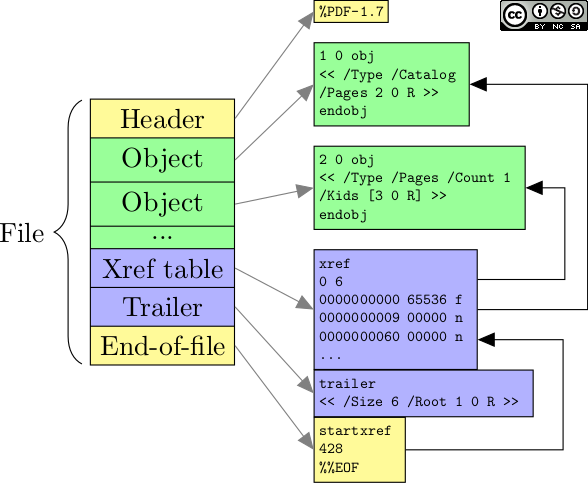 %PDF-1.7
cc
BY NC SA
1 0 obj
<< /Type /Catalog
/Pages 2 0 R >>
endobj
2 0 obj
<< /Type /Pages /Count 1
/Kids [3 0 R] >>
endobj
File
Header
Object
Object
...
Xref table
Trailer
End-of-file
xref
0 6
0000000000 65536 f
0000000009 00000 n
0000000060 00000 n
...
trailer
<< /Size 6 /Root 1 0 R >>
startxref
428
%%EOF